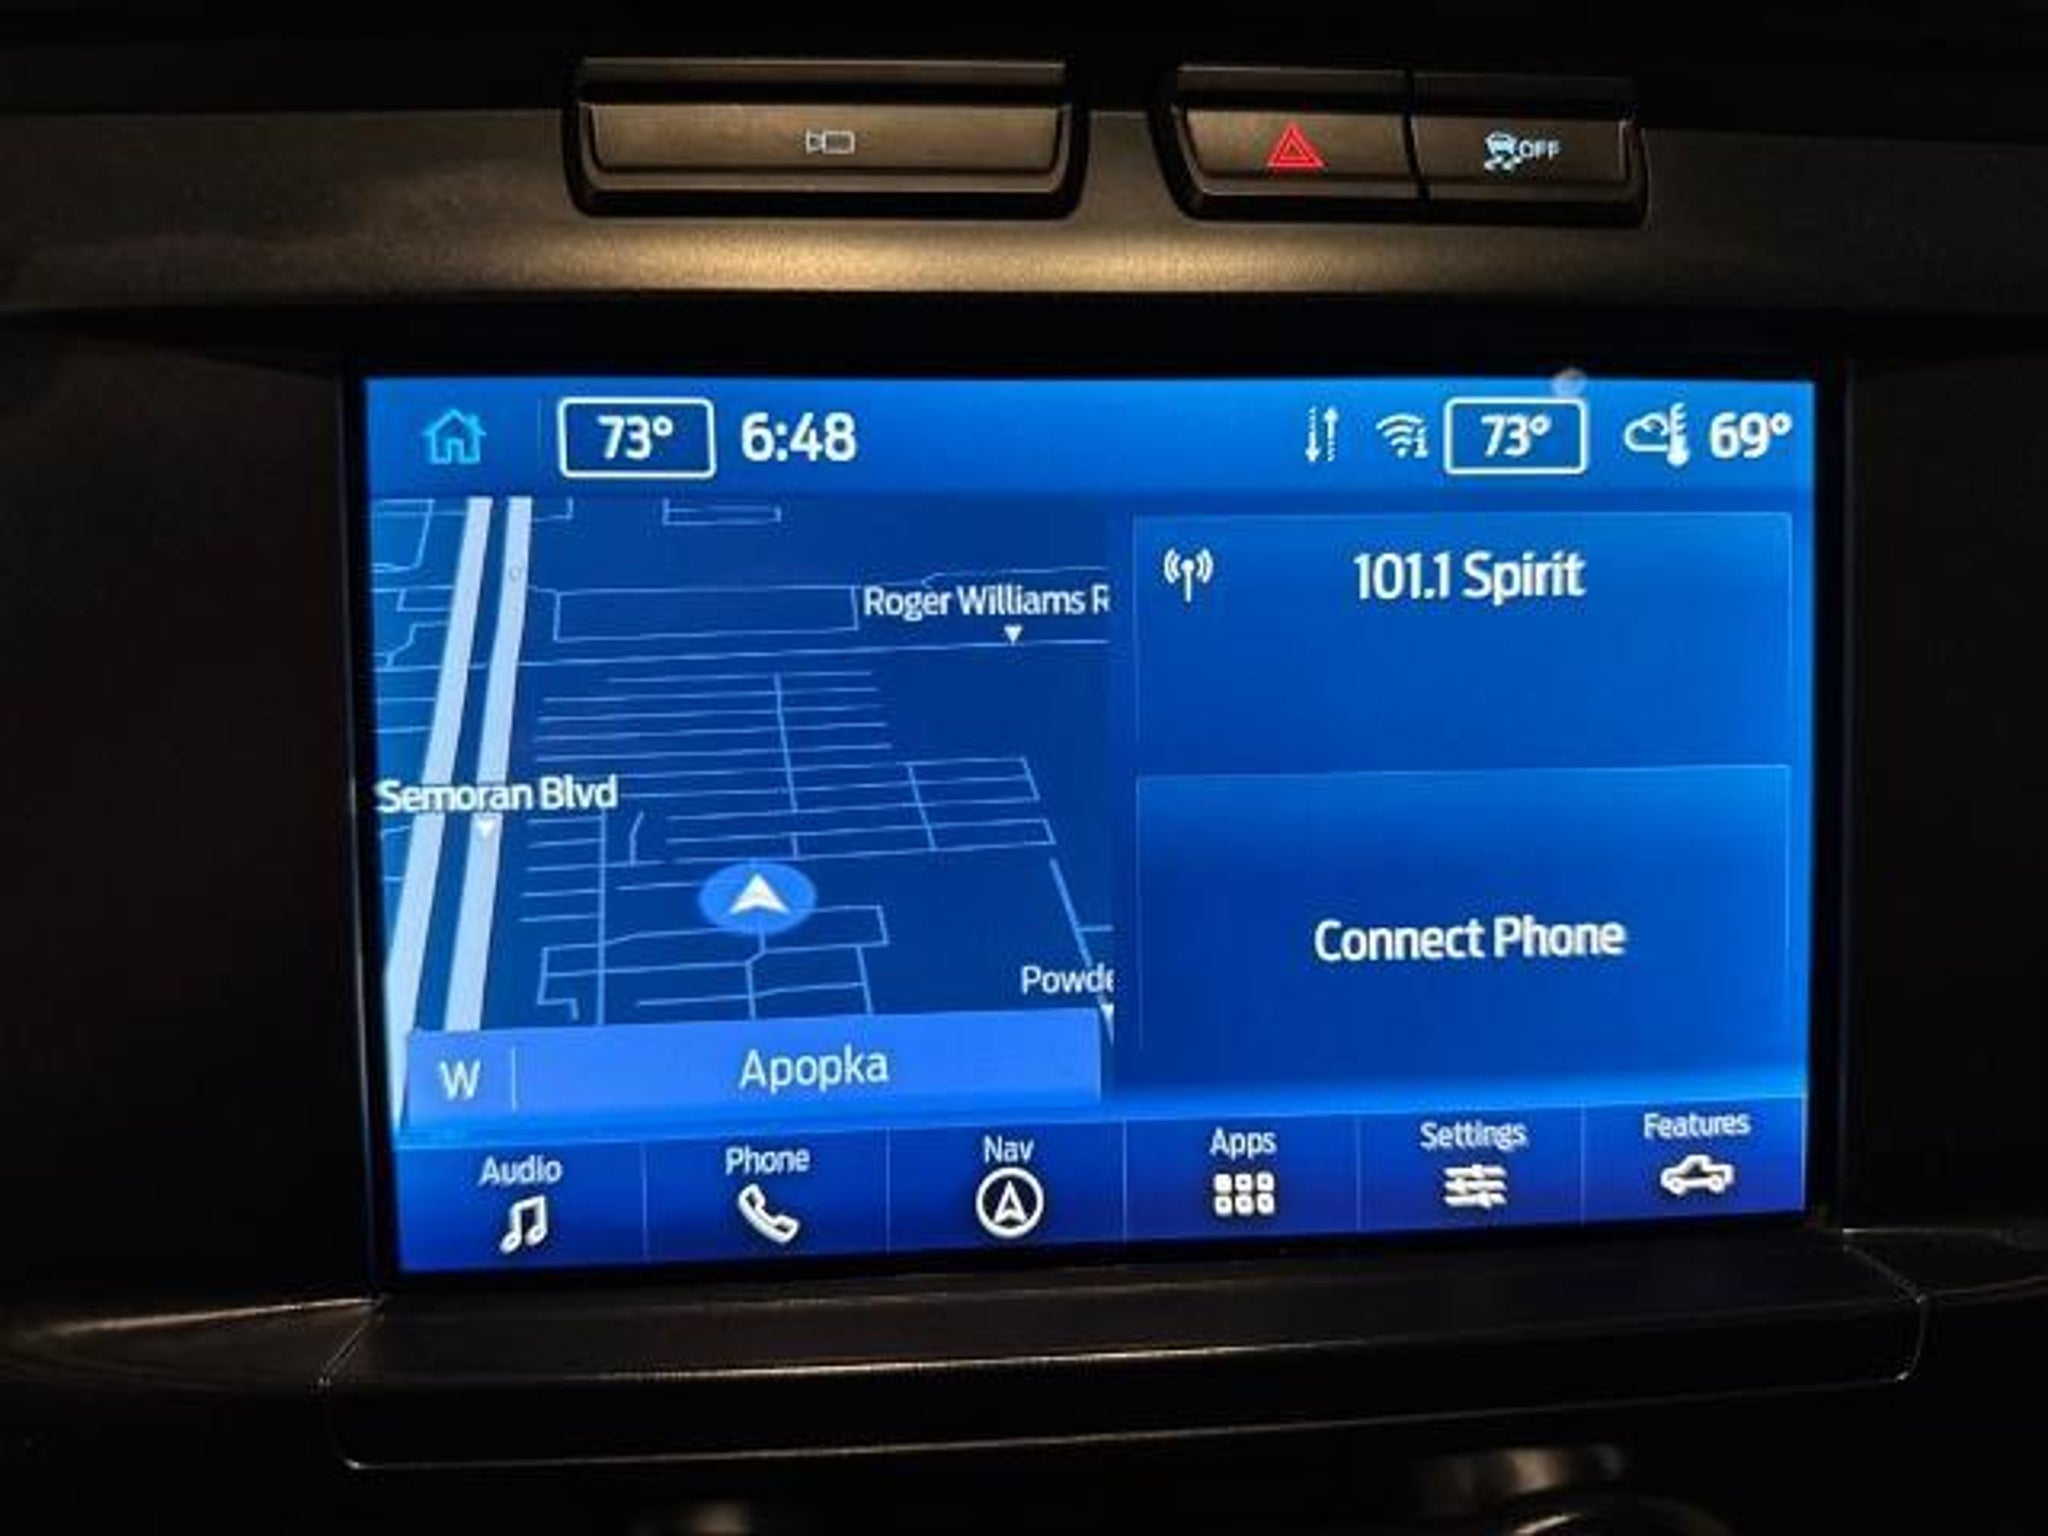 OFF
73° 6:48 73° 69°
Roger Williams R
101.1 Spirit
Semoran Blvd
Connect Phone
Powde
W Apopka
Audio Phone Nav Apps Settings Features